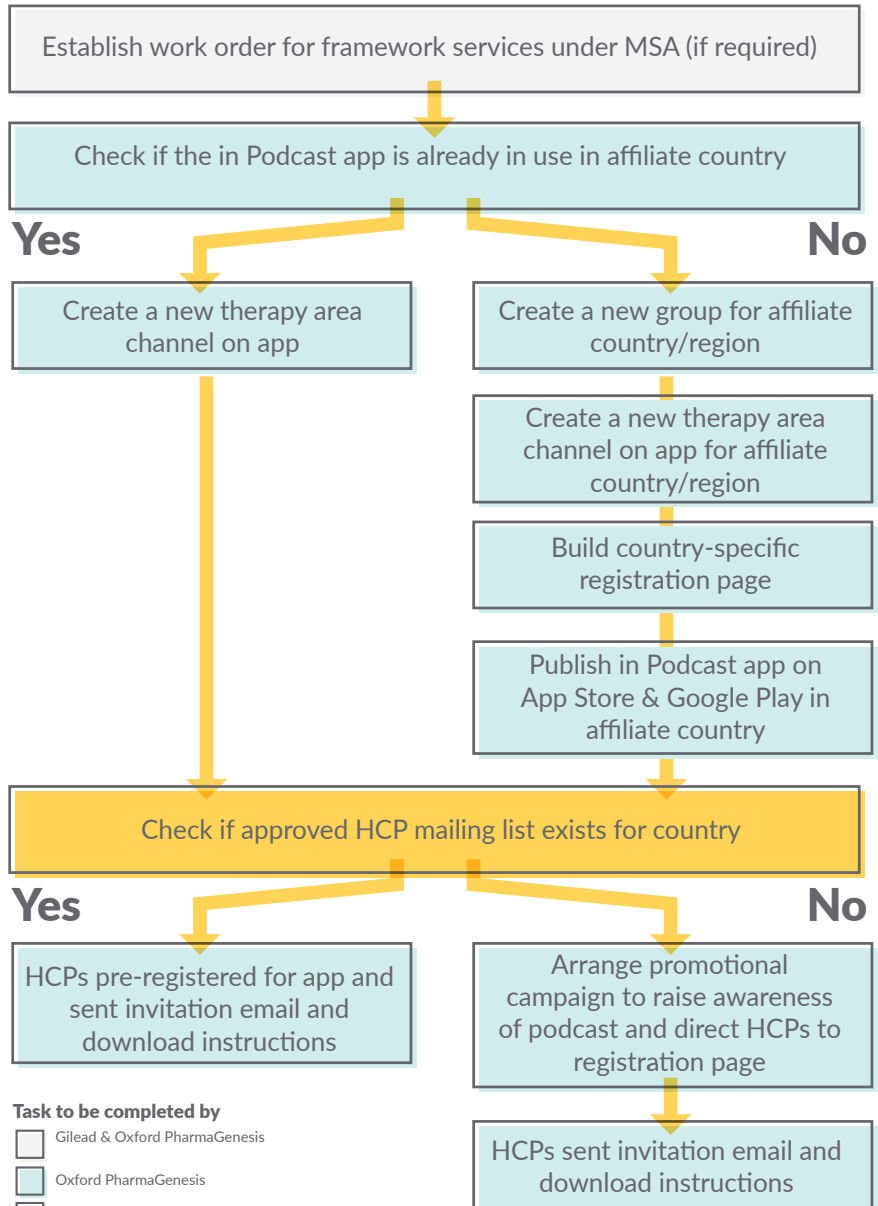 Establish work order for framework services under MSA (if required)
Check if the in Podcast app is already in use in affiliate country
Yes
No
Create a new therapy area
channel on app
Create a new group for affiliate
country/region
Create a new therapy area
channel on app for affiliate
country/region
Build country-specific
registration page
Publish in Podcast app on
App Store & Google Play in
affiliate country
Check if approved HCP mailing list exists for country
Yes
No
HCPs pre-registered for app and
sent invitation email and
download instructions
Arrange promotional
campaign to raise awareness
of podcast and direct HCPs to
registration page
HCPs sent invitation email and
download instructions
Task to be completed by
Gilead & Oxford PharmaGenesis
Oxford PharmaGenesis